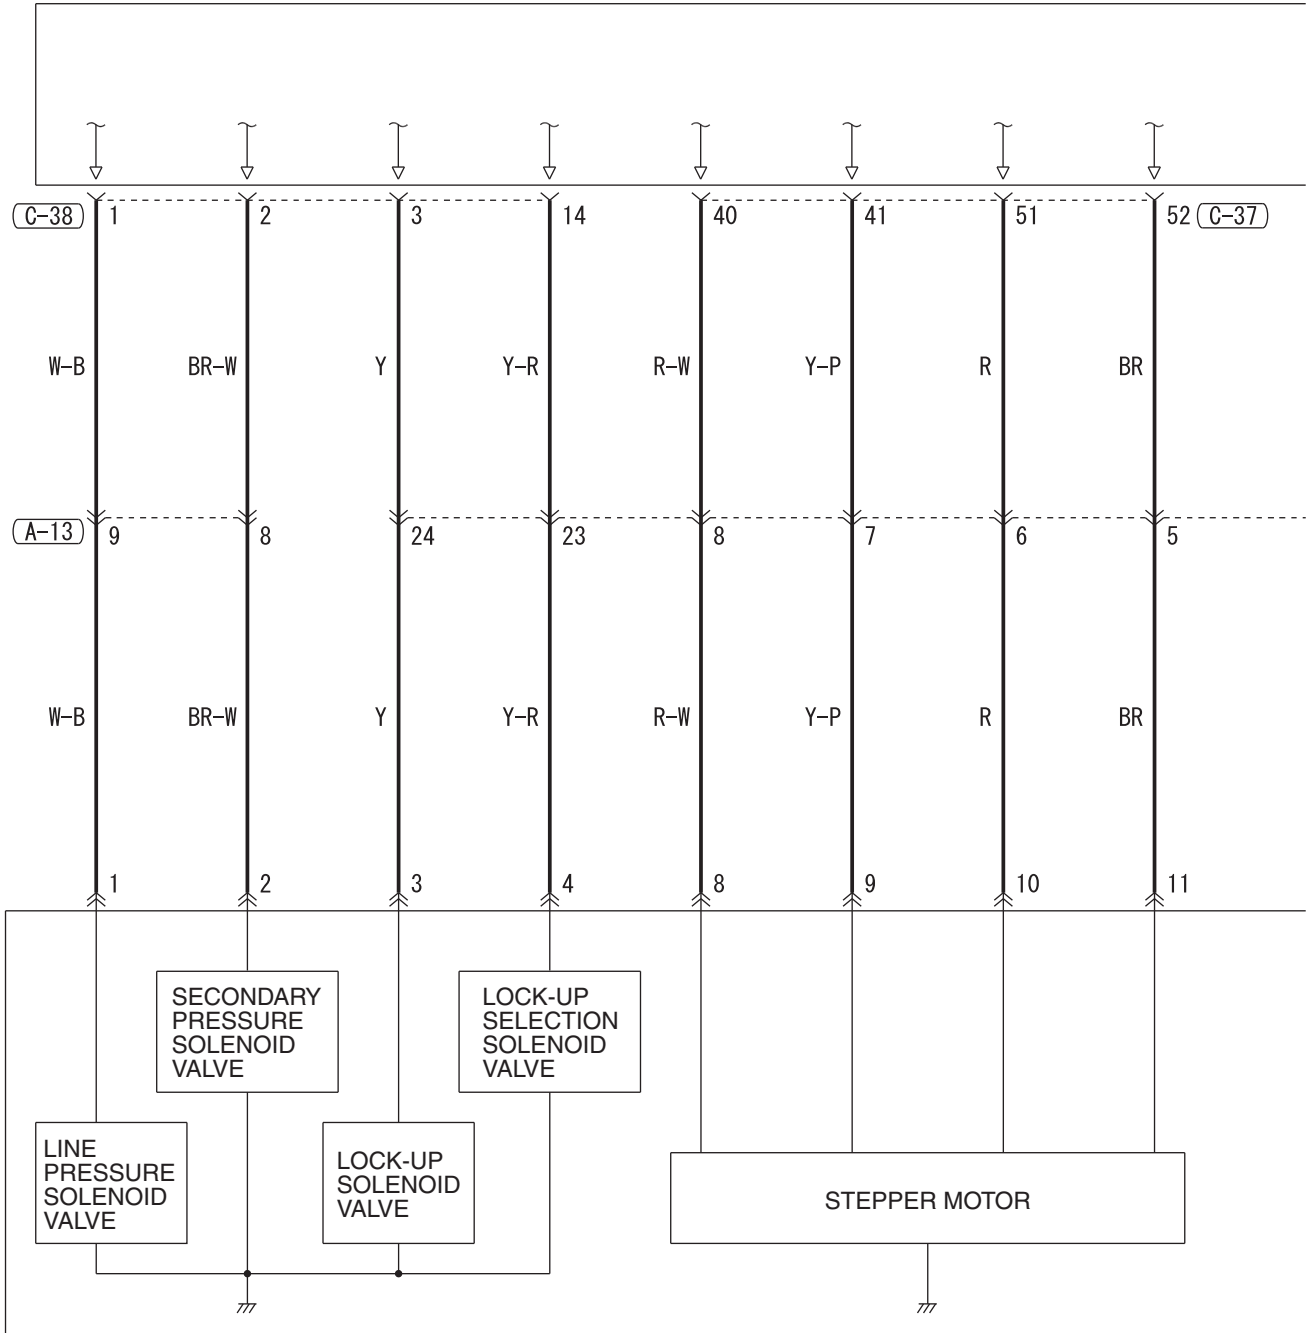 C-38 1 2 3 14 40 41 51 52 C-37
W-B BR-W Y Y-R R-W Y-P R BR
A-13 9 8 24 23 8 7 6 5
W-B BR-W Y Y-R R-W Y-P R BR
1 2 3 4 8 9 10 11
SECONDARY
PRESSURE
SOLENOID
VALVE
LOCK-UP
SELECTION
SOLENOID
VALVE
LINE
PRESSURE
SOLENOID
VALVE
LOCK-UP
SOLENOID
VALVE
STEPPER MOTOR